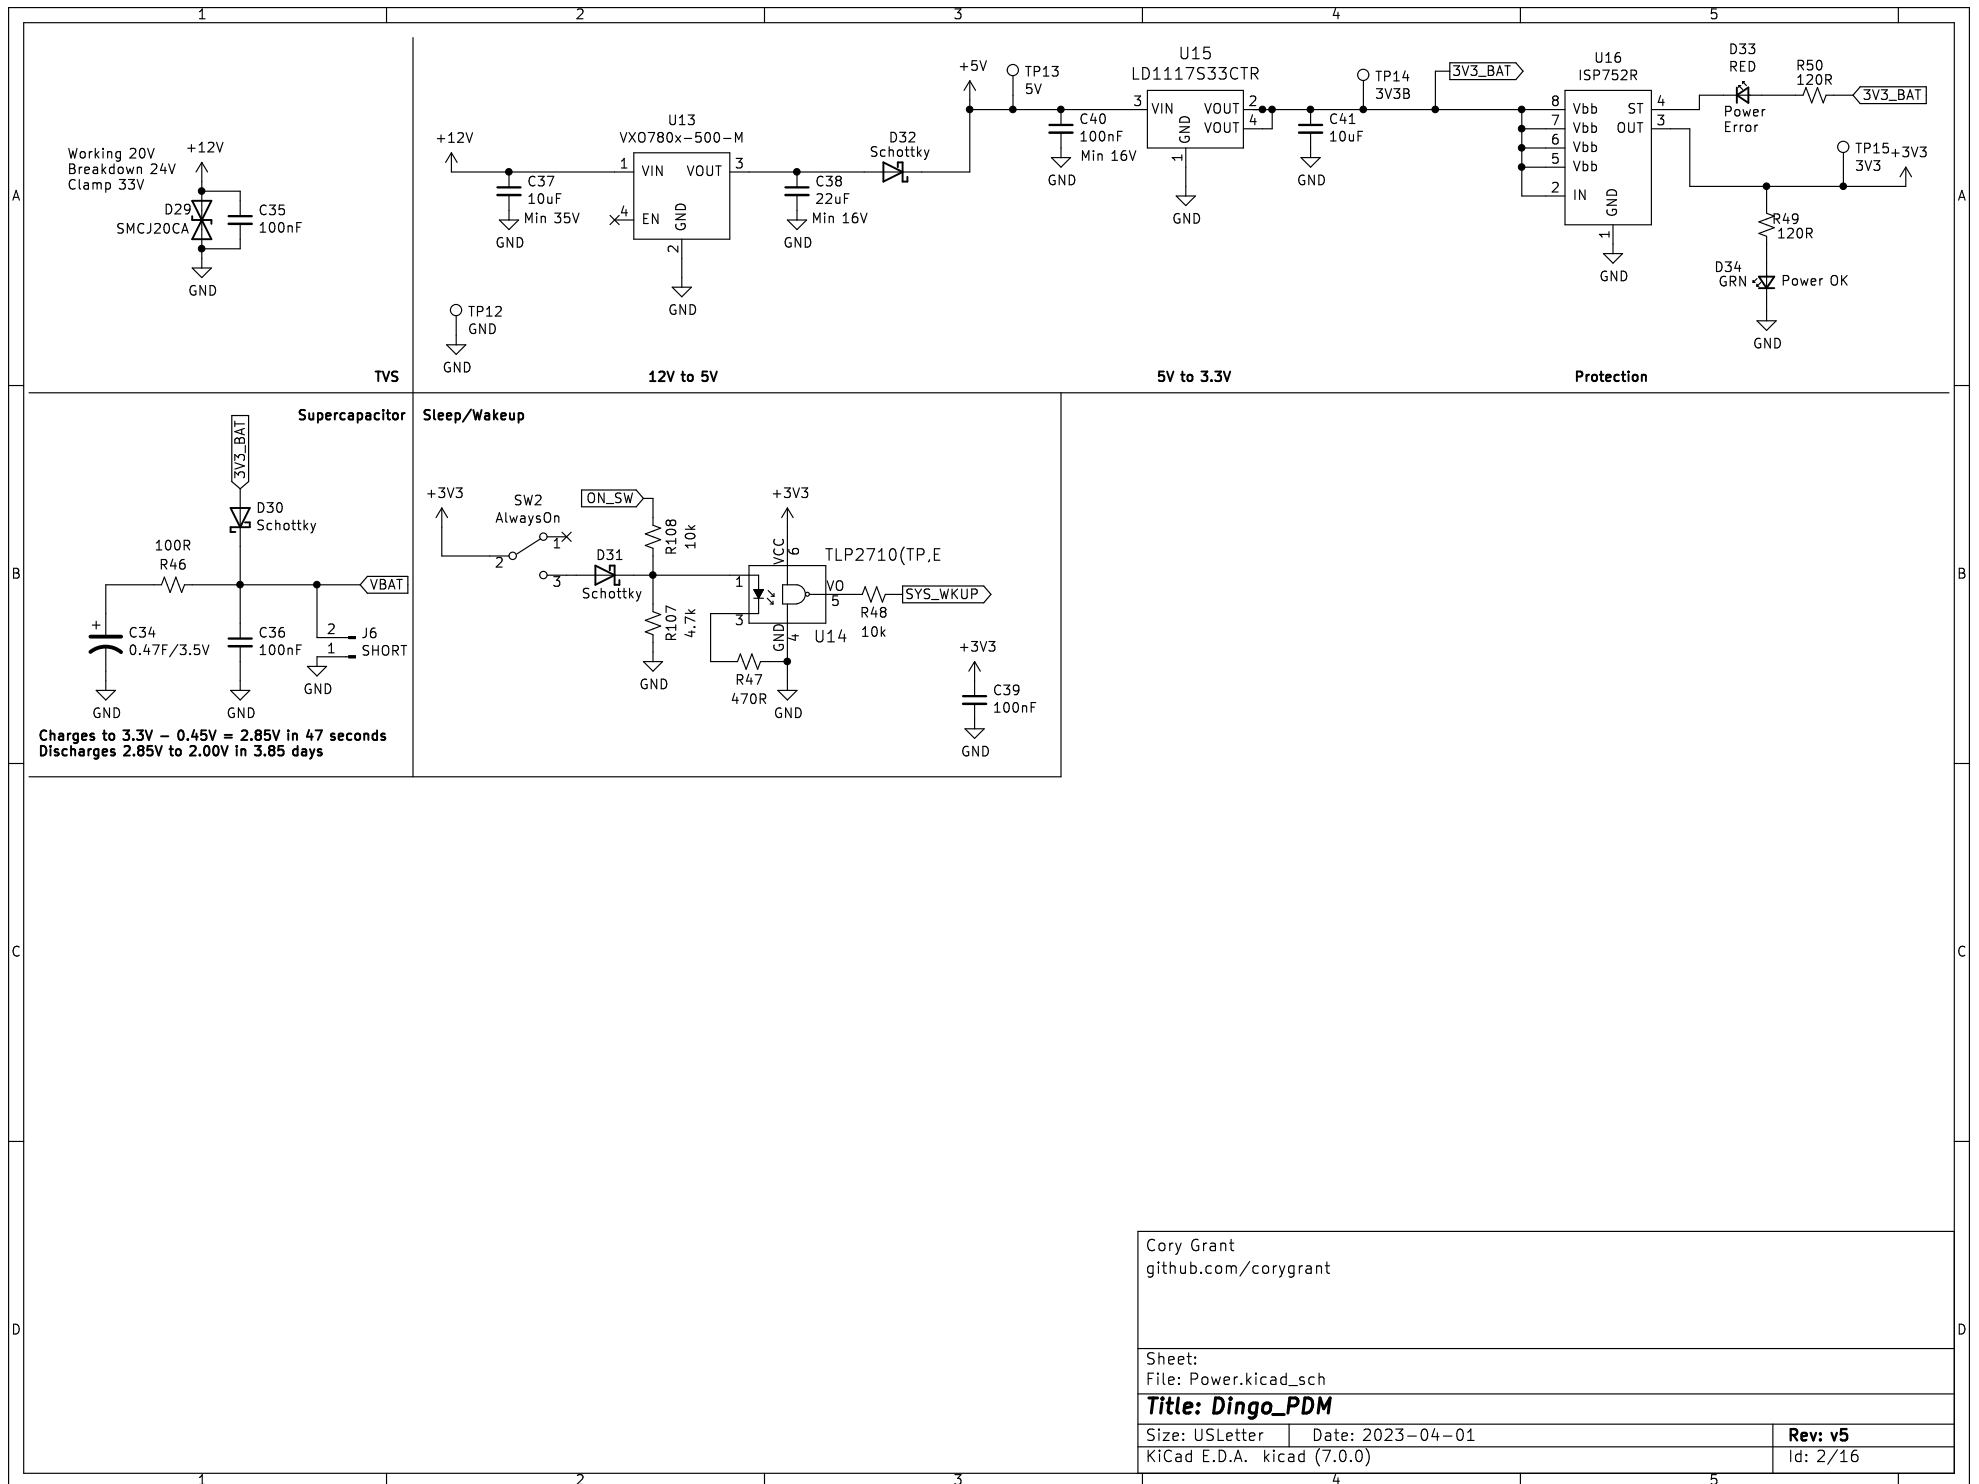 1 2 3 4 5
A
B
C
D
A
B
C
D
Working 20V
Breakdown 24V
Clamp 33V
+12V
D29
SMCJ20CA
C35
100nF
GND
TVS
+12V
C37
10uF
Min 35V
GND
U13
VXO780x-500-M
1
VIN
VOUT
3
4
EN
GND
2
GND
C38
22uF
Min 16V
GND
D32
Schottky
TP12
GND
GND
12V to 5V
+5V
TP13
5V
C40
100nF
Min 16V
GND
U15
LD1117S33CTR
3
VIN
VOUT
2
VOUT
4
GND
1
GND
C41
10uF
GND
TP14
3V3B
3V3_BAT
5V to 3.3V
U16
ISP752R
8
Vbb
7
Vbb
6
Vbb
5
Vbb
2
IN
ST
4
OUT
3
GND
1
GND
D33
RED
Power
Error
R50
120R
3V3_BAT
TP15
3V3
+3V3
R49
120R
D34
GRN
Power OK
GND
Protection
Supercapacitor
3V3_BAT
D30
Schottky
100R
R46
VBAT
+
C34
0.47F/3.5V
GND
C36
100nF
GND
2
1
J6
SHORT
GND
Charges to 3.3V - 0.45V = 2.85V in 47 seconds
Discharges 2.85V to 2.00V in 3.85 days
Sleep/Wakeup
+3V3
SW2
AlwaysOn
1
2
3
D31
Schottky
ON_SW
R108
10k
R107
4.7k
GND
+3V3
VCC
6
TLP2710(TP,E
1
3
VO
5
GND
4
U14
R47
470R
GND
R48
10k
SYS_WKUP
+3V3
C39
100nF
GND
Cory Grant
github.com/corygrant
Sheet:
File: Power.kicad_sch
Title: Dingo_PDM
Size: USLetter
Date: 2023-04-01
Rev: v5
KiCad E.D.A. kicad (7.0.0)
Id: 2/16
1 2 3 4 5